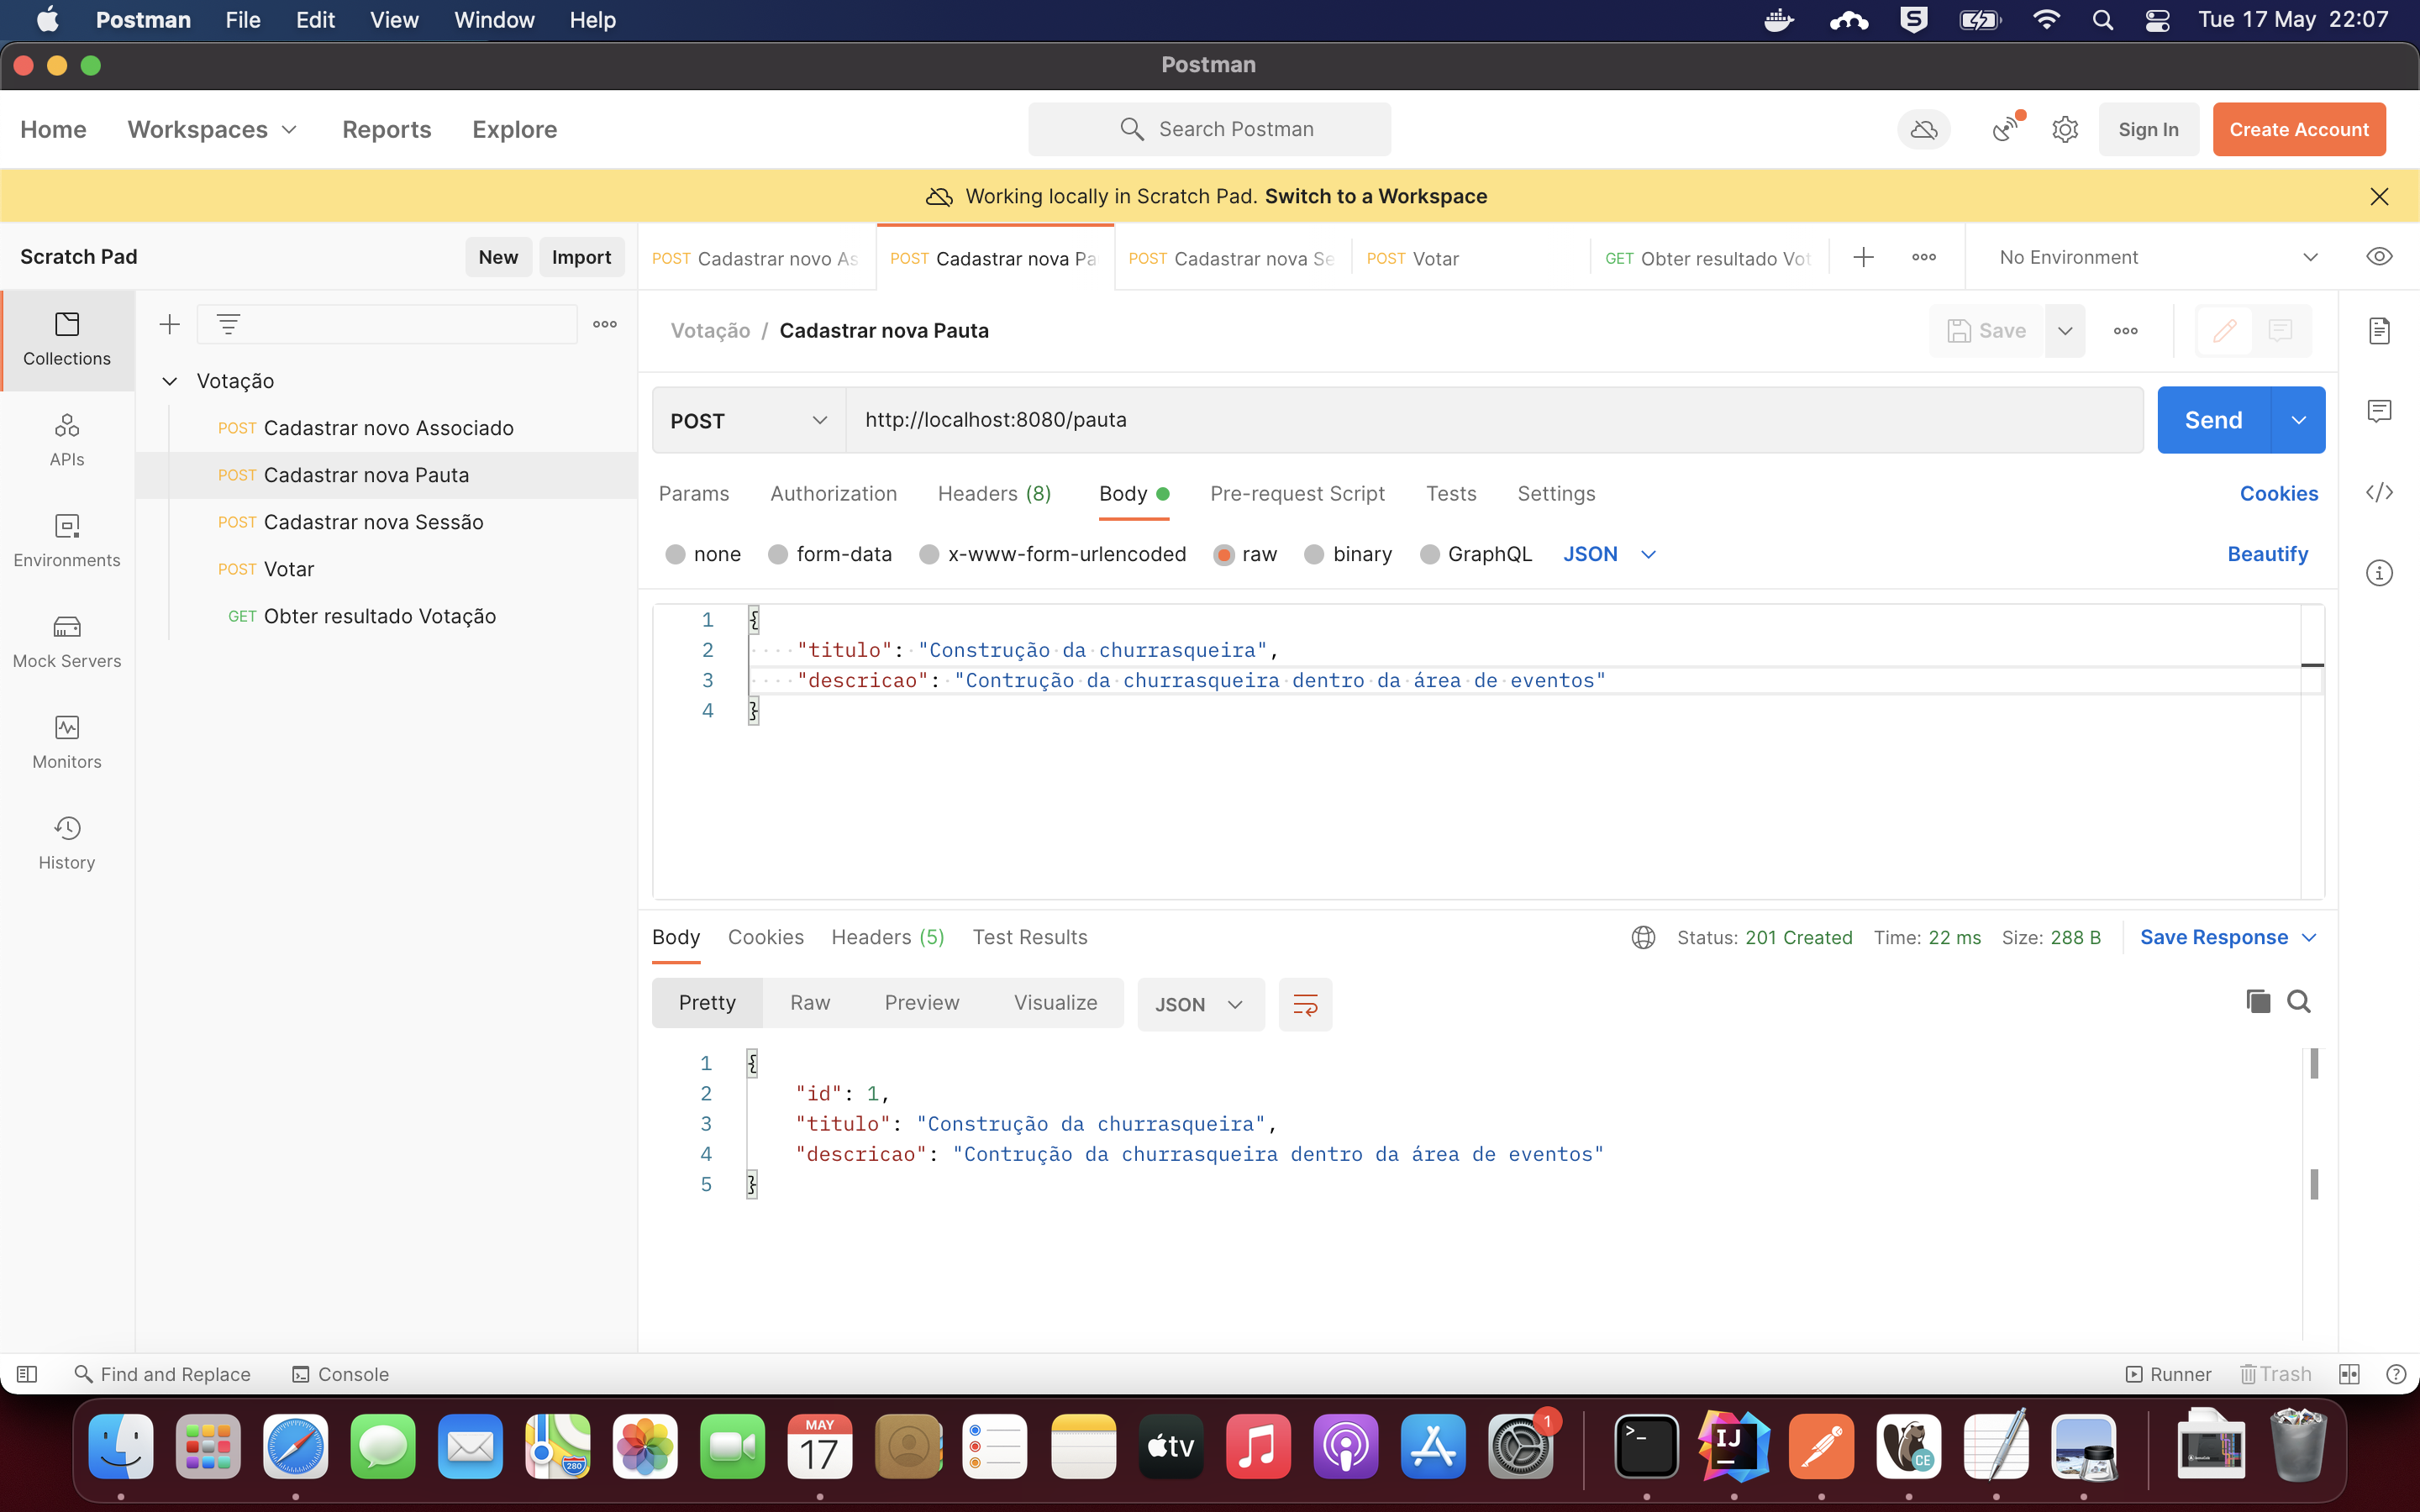 Postman File Edit View Window Help Tue 17 May 22:07
Postman
Home Workspaces Reports Explore Search Postman Sign In Create Account
Working locally in Scratch Pad. Switch to a Workspace
Scratch Pad New Import
POST Cadastrar novo As POST Cadastrar nova Pa POST Cadastrar nova Se POST Votar GET Obter resultado Vot No Environment
Collections
APIs
Environments
Mock Servers
Monitors
History
Votação
POST Cadastrar novo Associado
POST Cadastrar nova Pauta
POST Cadastrar nova Sessão
POST Votar
GET Obter resultado Votação
Votação / Cadastrar nova Pauta Save
POST http://localhost:8080/pauta Send
Params Authorization Headers (8) Body Pre-request Script Tests Settings Cookies
none form-data x-www-form-urlencoded raw binary GraphQL JSON Beautify
1 {
2 "titulo": "Construção da churrasqueira",
3 "descricao": "Contrução da churrasqueira dentro da área de eventos"
4 }
Body Cookies Headers (5) Test Results Status: 201 Created Time: 22 ms Size: 288 B Save Response
Pretty Raw Preview Visualize JSON
1 {
2 "id": 1,
3 "titulo": "Construção da churrasqueira",
4 "descricao": "Contrução da churrasqueira dentro da área de eventos"
5 }
Find and Replace Console Runner Trash
280
MAY
17
tv
1
IJ
CE